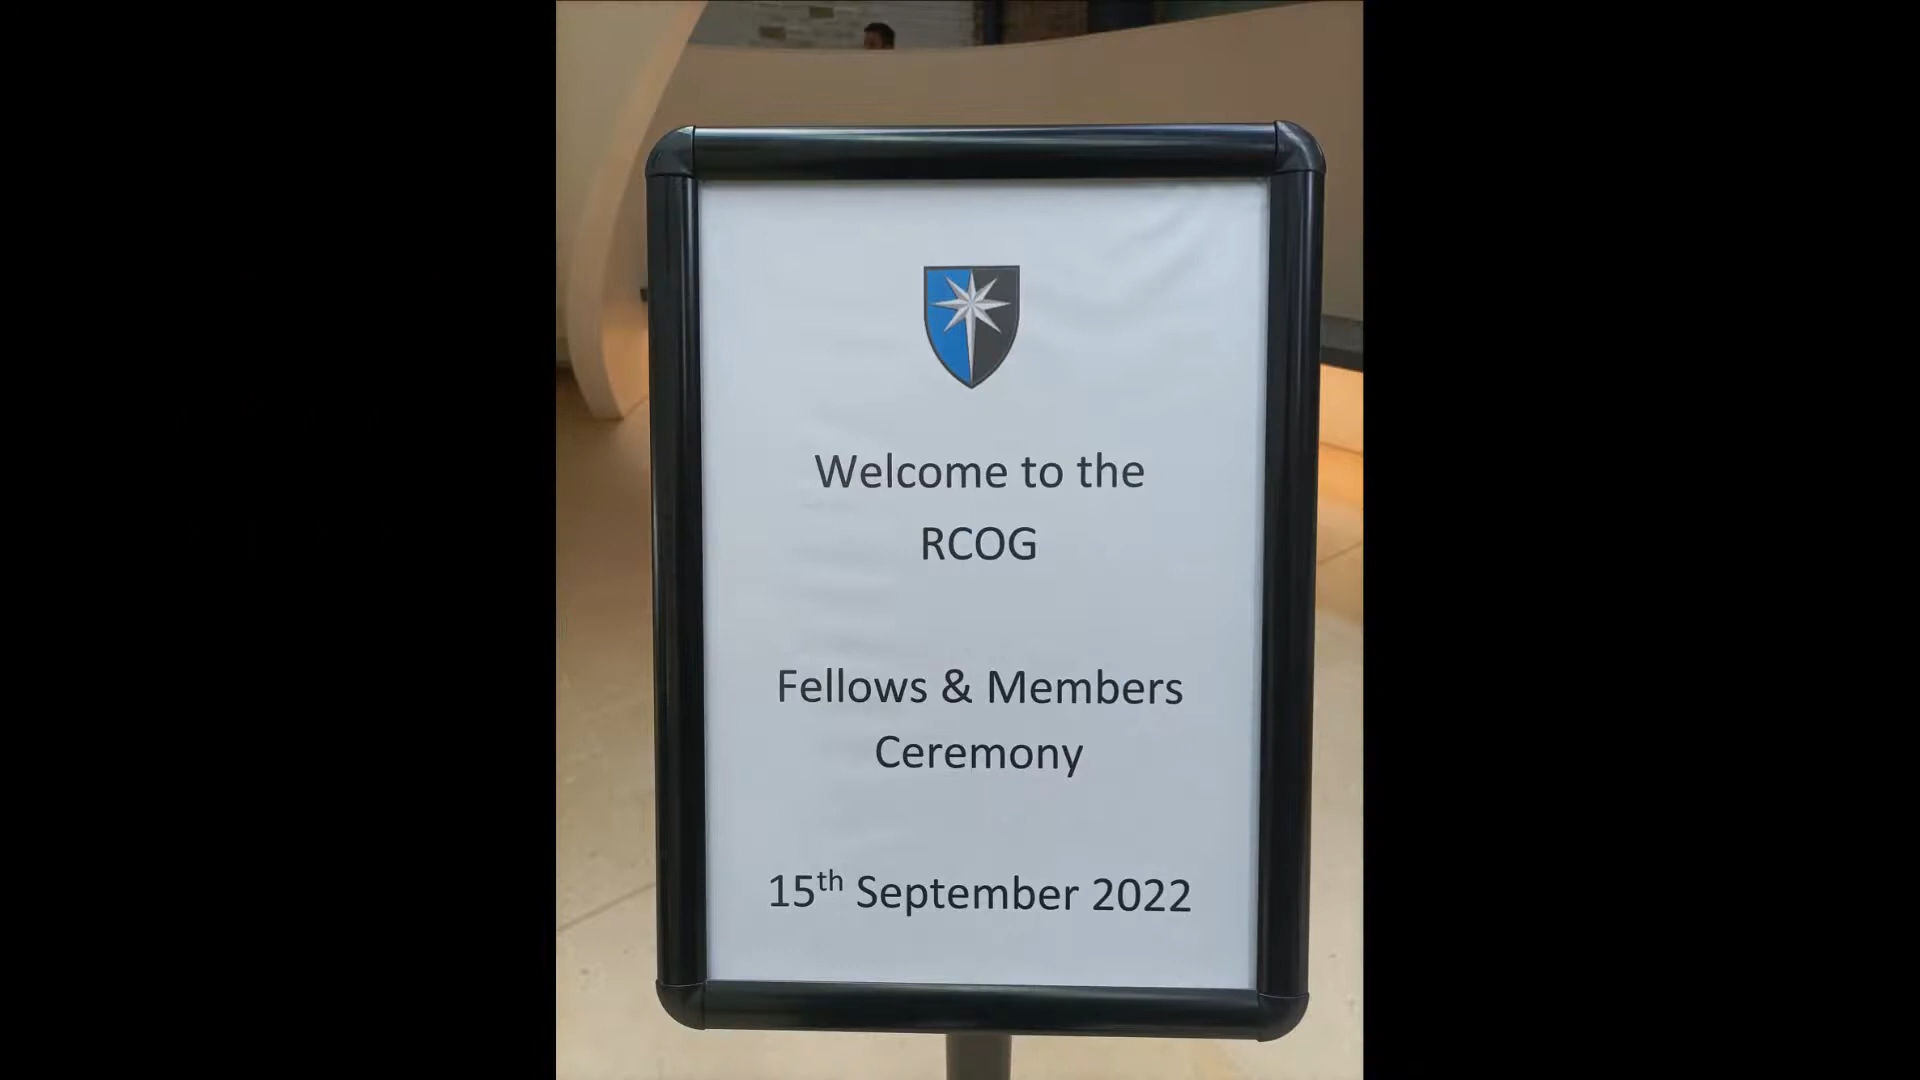 Welcome to the
RCOG
Fellows & Members
Ceremony
15th September 2022